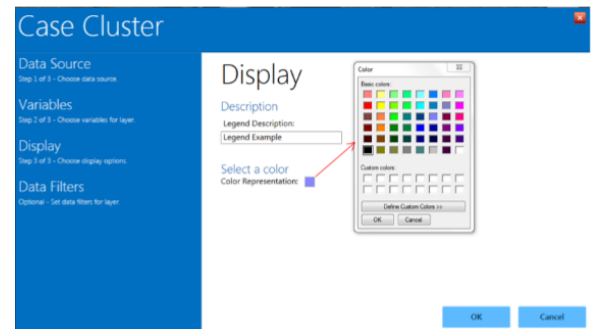 Case Cluster
Data Source
Step 1 of 3 - Choose data source.
Variables
Step 2 of 3 - Choose variables for layer.
Display
Step 3 of 3 - Choose display options.
Data Filters
Optional - Set data filters for layer.
Display
Description
Legend Description:
Legend Example
Select a color
Color Representation:
Color
Basic colors:
Custom colors:
Define Custom Colors >>
OK Cancel
OK Cancel